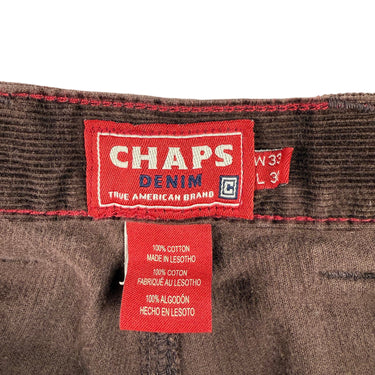 CHAPS
DENIM
TRUE AMERICAN BRAND
C
W 33
L 30
100% COTTON
MADE IN LESOTHO
100% COTON
FABRIQUÉ AU LESOTHO
100% ALGODÓN
HECHO EN LESOTO